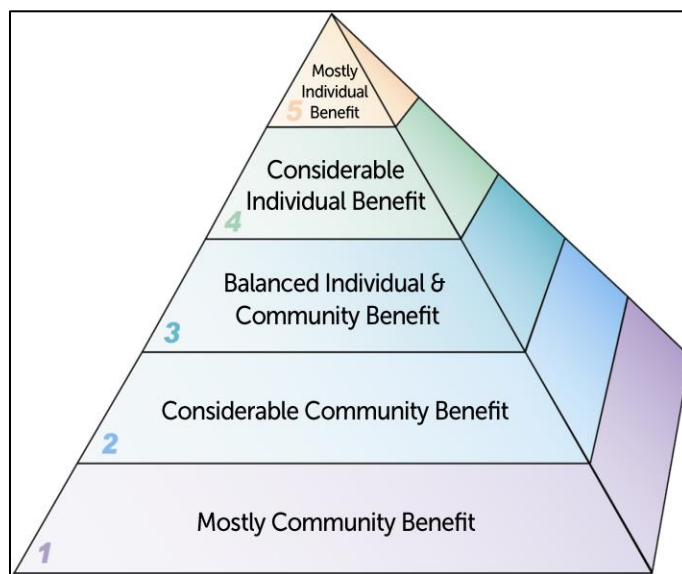 Mostly
Individual
Benefit
5
Considerable
Individual Benefit
4
Balanced Individual &
Community Benefit
3
Considerable Community Benefit
2
Mostly Community Benefit
1